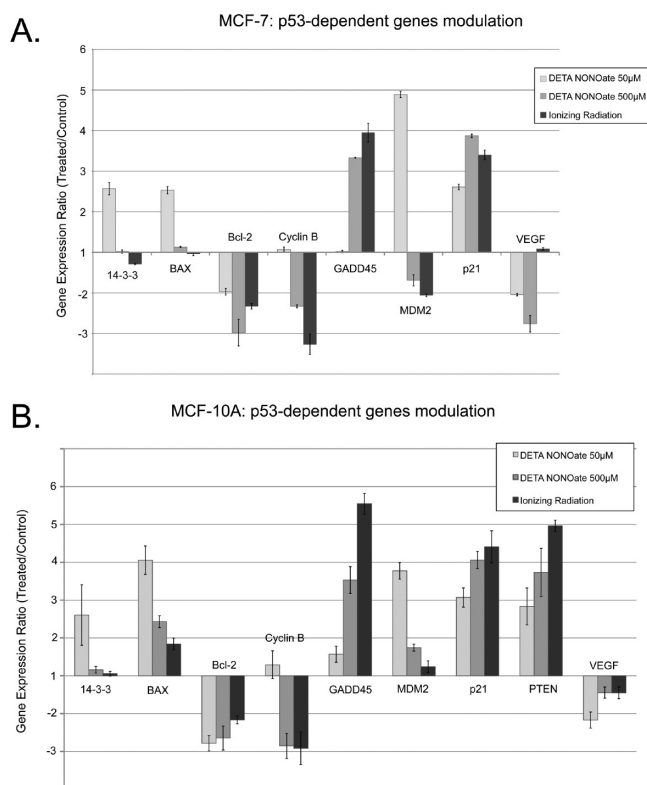 A.
MCF-7: p53-dependent genes modulation
Gene Expression Ratio (Treated/Control)
6
5
4
3
2
1
-2
-3
DETA NONOate 50µM
DETA NONOate 500µM
Ionizing Radiation
14-3-3
BAX
Bcl-2
Cyclin B
GADD45
MDM2
p21
VEGF
B.
MCF-10A: p53-dependent genes modulation
Gene Expression Ratio (Treated/Control)
6
5
4
3
2
1
-2
-3
DETA NONOate 50µM
DETA NONOate 500µM
Ionizing Radiation
14-3-3
BAX
Bcl-2
Cyclin B
GADD45
MDM2
p21
PTEN
VEGF